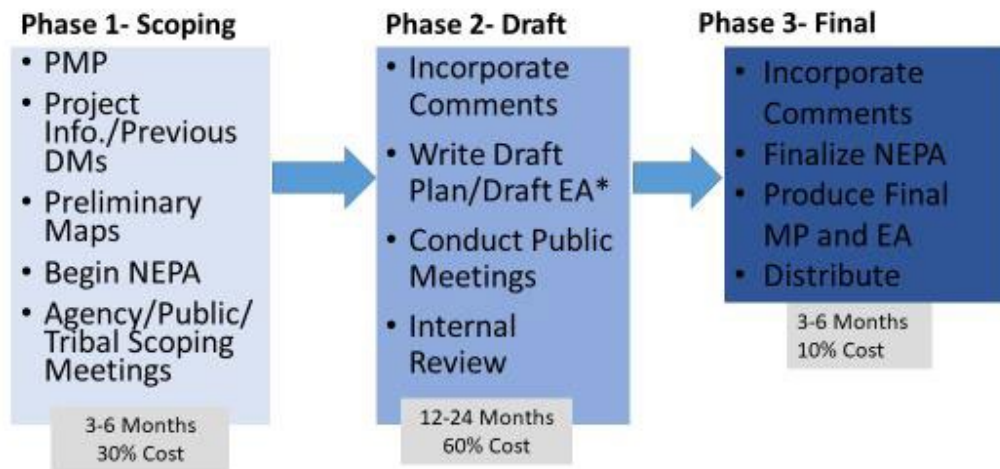 Phase 1- Scoping
• PMP
• Project
Info./Previous
DMs
• Preliminary
Maps
• Begin NEPA
• Agency/Public/
Tribal Scoping
Meetings
3-6 Months
30% Cost
Phase 2- Draft
• Incorporate
Comments
• Write Draft
Plan/Draft EA*
• Conduct Public
Meetings
• Internal
Review
12-24 Months
60% Cost
Phase 3- Final
• Incorporate
Comments
• Finalize NEPA
• Produce Final
MP and EA
• Distribute
3-6 Months
10% Cost